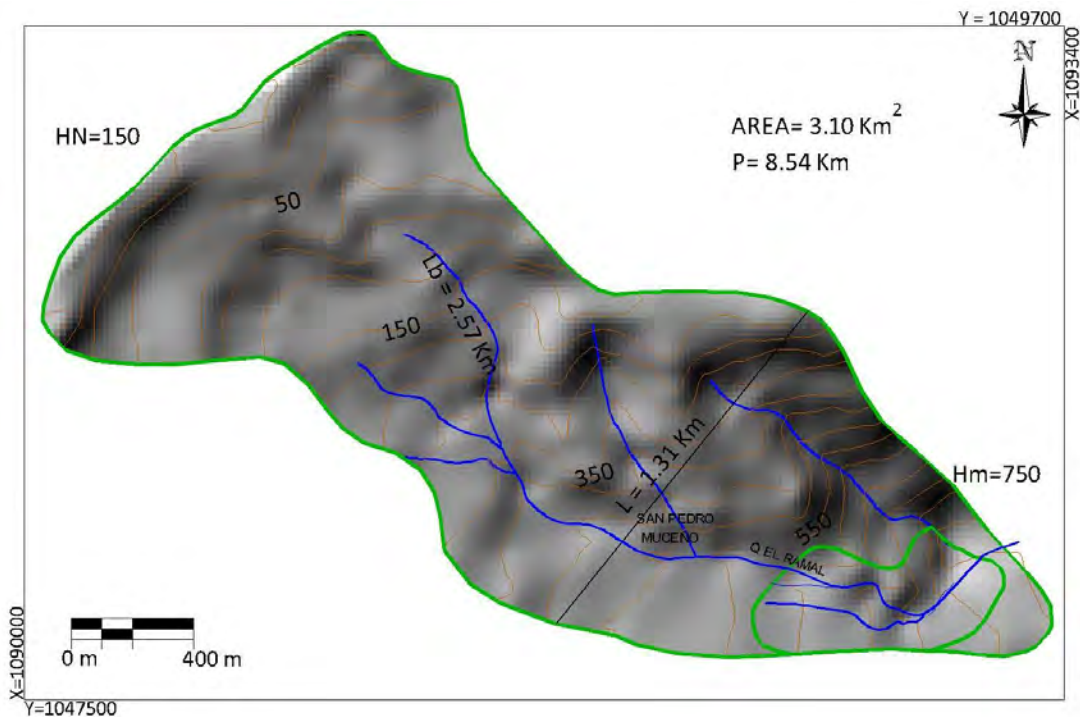 Y = 1049700
X=1093400
N
AREA= 3.10 Km²
P= 8.54 Km
HN=150
50
Lb = 2.57 Km
150
L = 1.31 Km
350
Hm=750
SAN PEDRO
MUCEÑO
550
Q EL RAMAL
0 m 400 m
X=1090000
Y=1047500